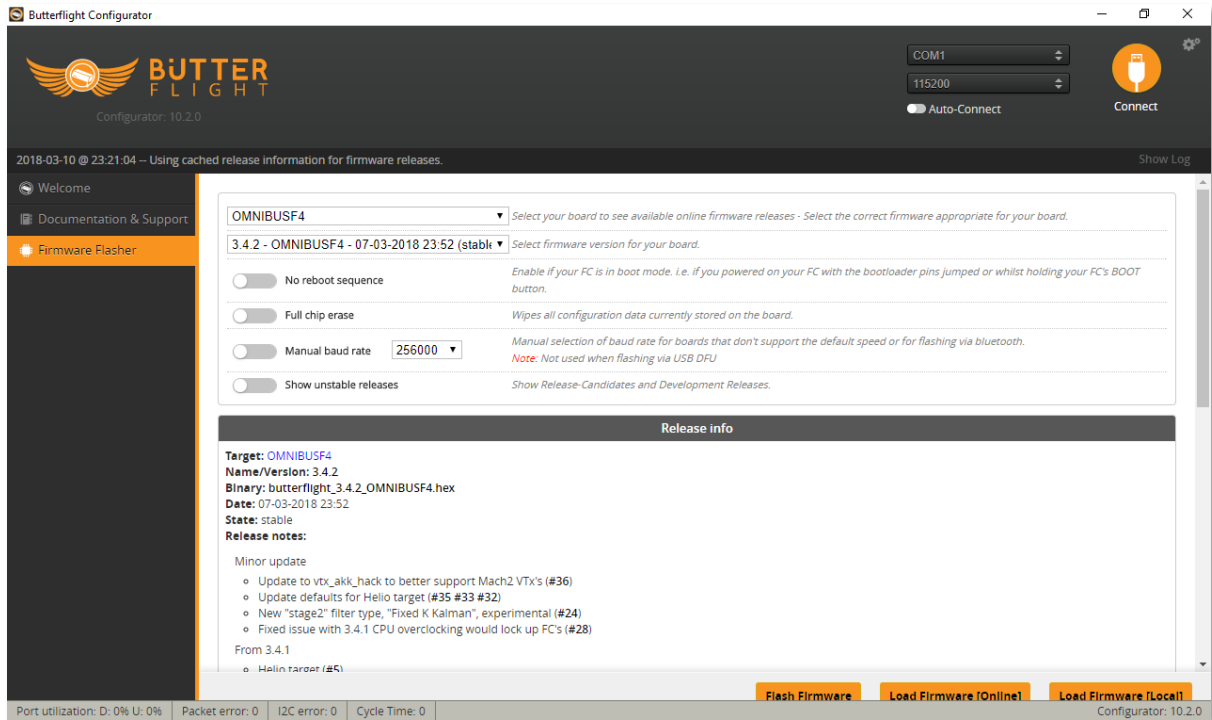 Butterflight Configurator
BUTTER
FLIGHT
Configurator: 10.2.0
COM1
115200
Auto-Connect
Connect
2018-03-10 @ 23:21:04 -- Using cached release information for firmware releases.
Show Log
Welcome
Documentation & Support
Firmware Flasher
OMNIBUSF4
Select your board to see available online firmware releases - Select the correct firmware appropriate for your board.
3.4.2 - OMNIBUSF4 - 07-03-2018 23:52 (stable
Select firmware version for your board.
No reboot sequence
Enable if your FC is in boot mode. i.e. if you powered on your FC with the bootloader pins jumped or whilst holding your FC's BOOT
button.
Full chip erase
Wipes all configuration data currently stored on the board.
Manual baud rate
256000
Manual selection of baud rate for boards that don't support the default speed or for flashing via bluetooth.
Note: Not used when flashing via USB DFU
Show unstable releases
Show Release-Candidates and Development Releases.
Release info
Target: OMNIBUSF4
Name/Version: 3.4.2
Binary: butterflight_3.4.2_OMNIBUSF4.hex
Date: 07-03-2018 23:52
State: stable
Release notes:
Minor update
Update to vtx_akk_hack to better support Mach2 VTx's (#36)
Update defaults for Helio target (#35 #33 #32)
New "stage2" filter type, "Fixed K Kalman", experimental (#24)
Fixed issue with 3.4.1 CPU overclocking would lock up FC's (#28)
From 3.4.1
Helio target (#5)
Flash Firmware
Load Firmware [Online]
Load Firmware [Local]
Port utilization: D: 0% U: 0%
Packet error: 0
I2C error: 0
Cycle Time: 0
Configurator: 10.2.0